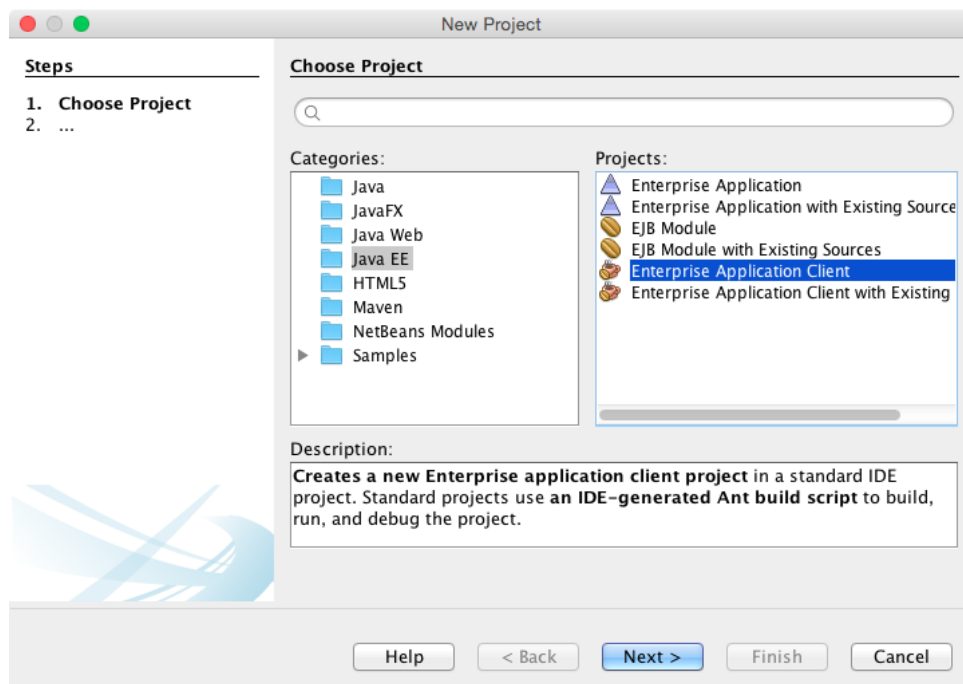 New Project
Steps
1. Choose Project
2. ...
Choose Project
Categories:
Java
JavaFX
Java Web
Java EE
HTML5
Maven
NetBeans Modules
Samples
Projects:
Enterprise Application
Enterprise Application with Existing Source
EJB Module
EJB Module with Existing Sources
Enterprise Application Client
Enterprise Application Client with Existing
Description:
Creates a new Enterprise application client project in a standard IDE
project. Standard projects use an IDE-generated Ant build script to build,
run, and debug the project.
Help
< Back
Next >
Finish
Cancel